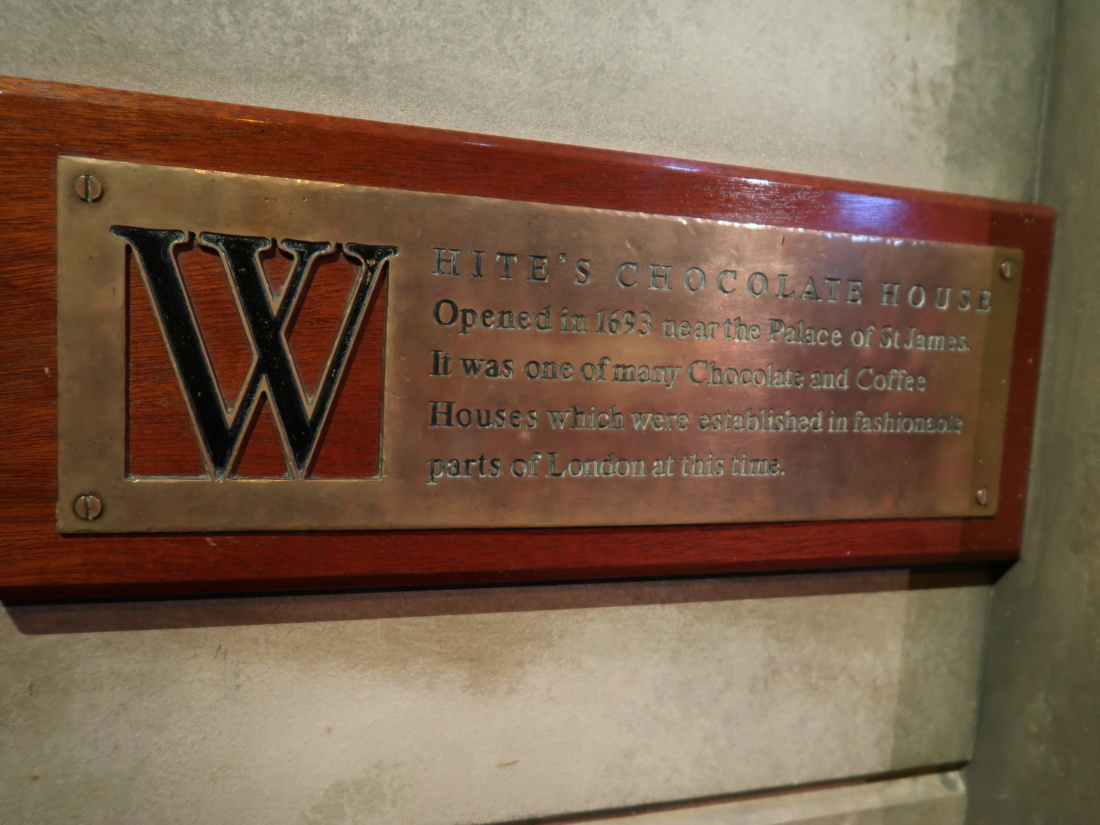 WHITE'S CHOCOLATE HOUSE
Opened in 1693 near the Palace of St James.
It was one of many Chocolate and Coffee
Houses which were established in fashionable
parts of London at this time.